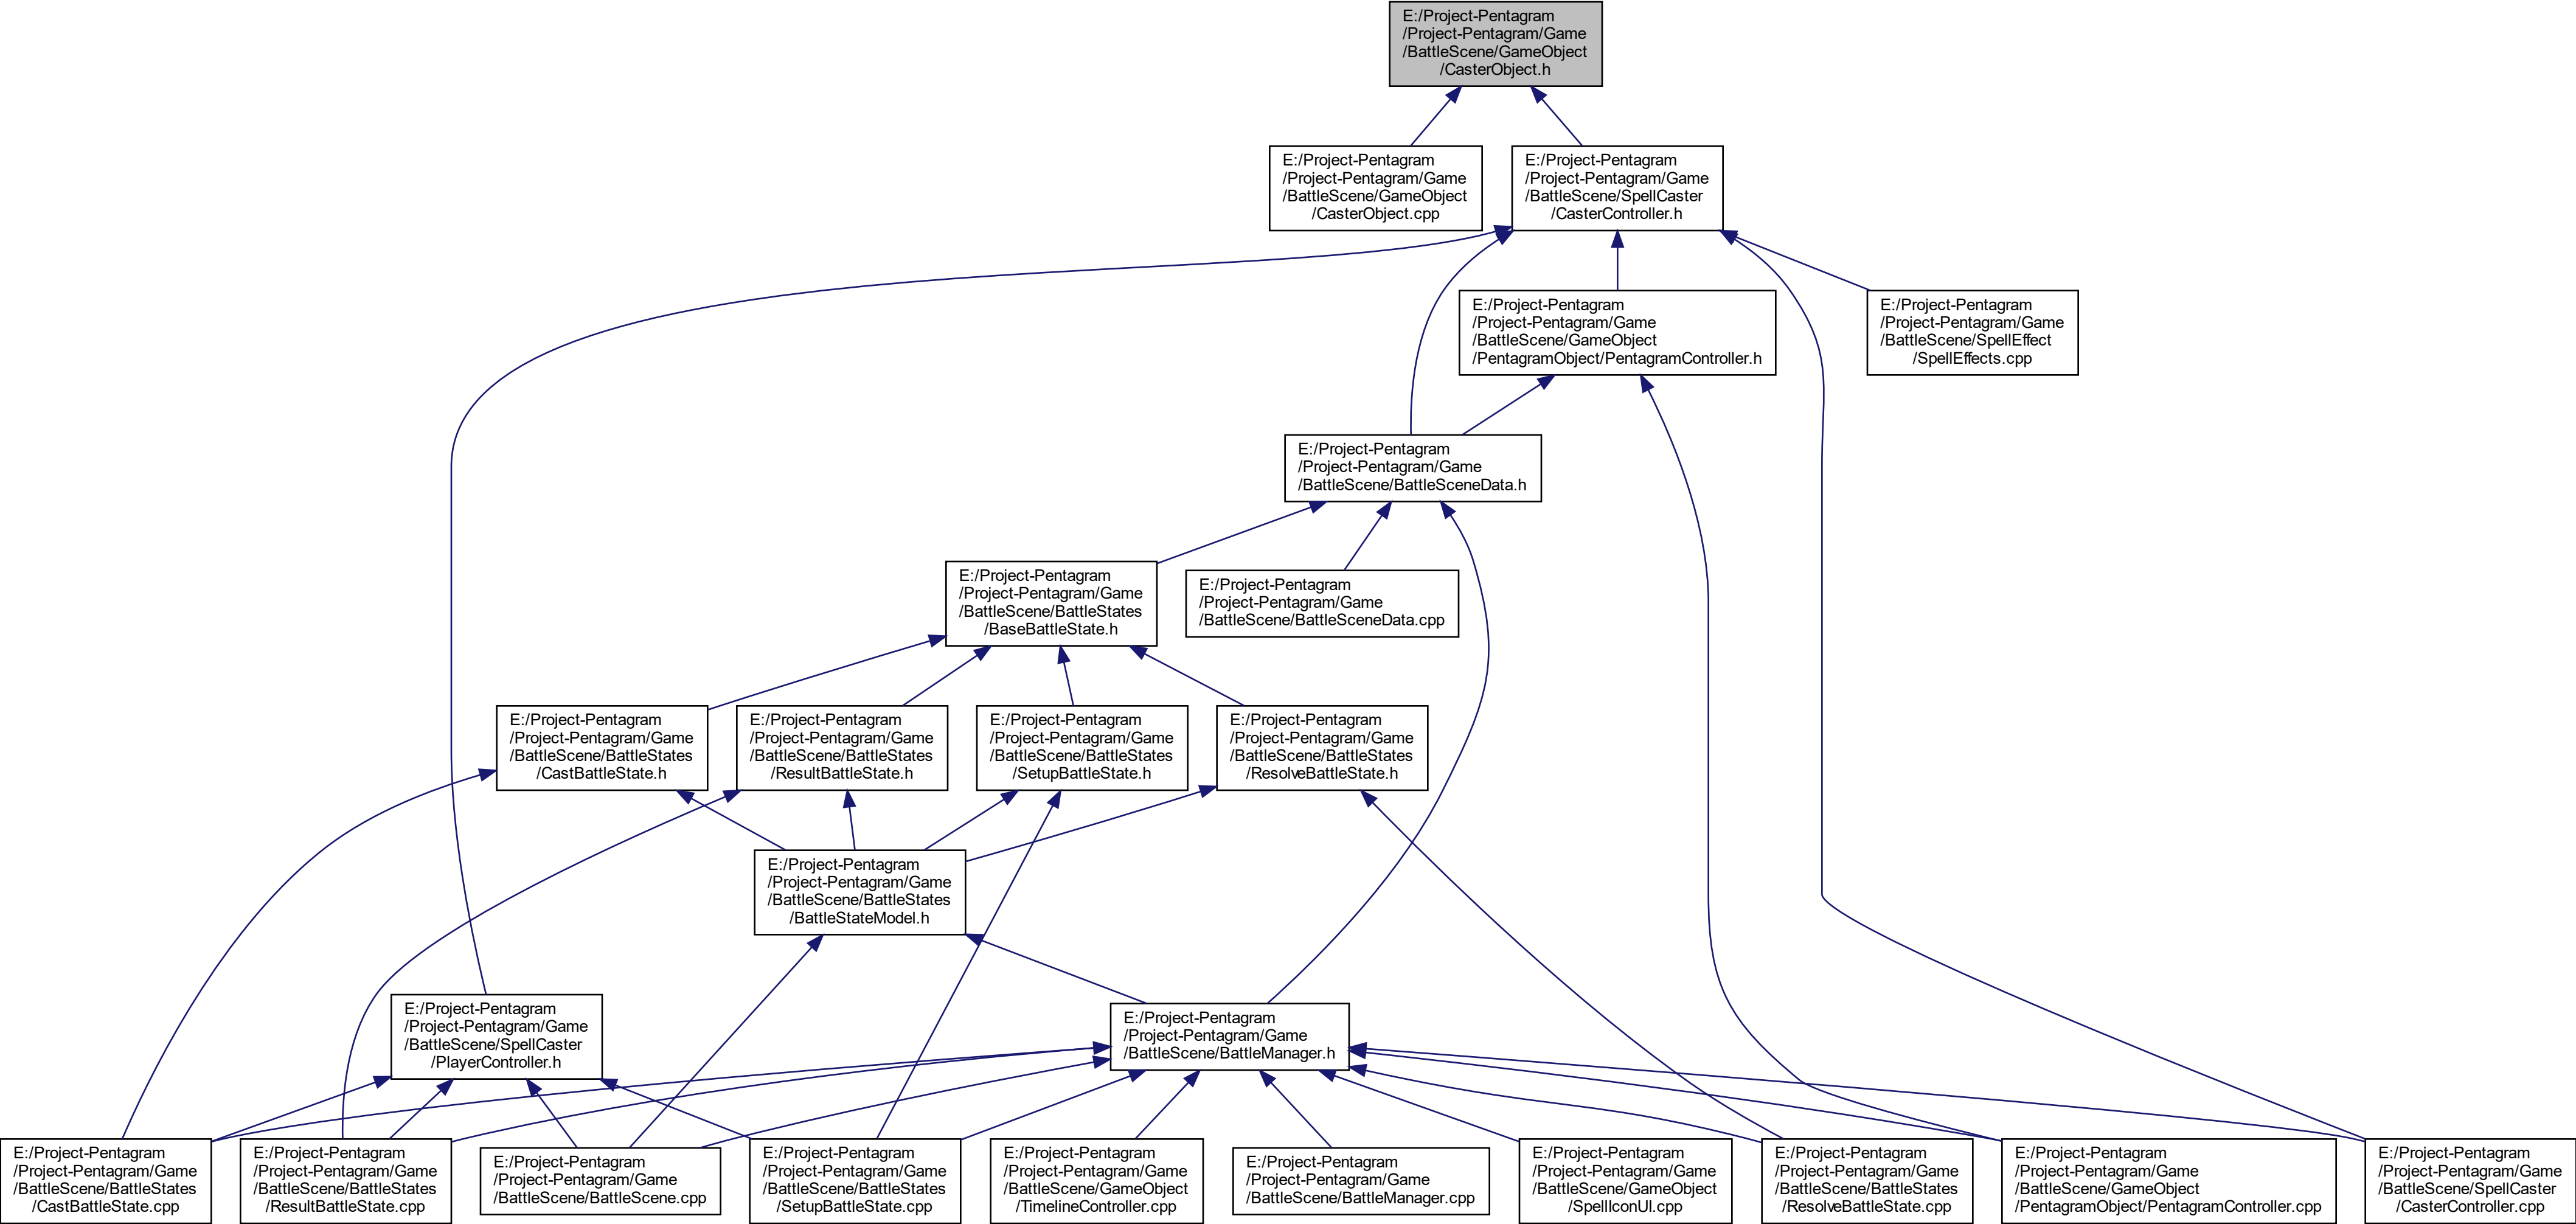 E:/Project-Pentagram
/Project-Pentagram/Game
/BattleScene/GameObject
/CasterObject.h
E:/Project-Pentagram
/Project-Pentagram/Game
/BattleScene/GameObject
/CasterObject.cpp
E:/Project-Pentagram
/Project-Pentagram/Game
/BattleScene/SpellCaster
/CasterController.h
E:/Project-Pentagram
/Project-Pentagram/Game
/BattleScene/GameObject
/PentagramObject/PentagramController.h
E:/Project-Pentagram
/Project-Pentagram/Game
/BattleScene/SpellEffect
/SpellEffects.cpp
E:/Project-Pentagram
/Project-Pentagram/Game
/BattleScene/BattleSceneData.h
E:/Project-Pentagram
/Project-Pentagram/Game
/BattleScene/BattleStates
/BaseBattleState.h
E:/Project-Pentagram
/Project-Pentagram/Game
/BattleScene/BattleSceneData.cpp
E:/Project-Pentagram
/Project-Pentagram/Game
/BattleScene/BattleStates
/CastBattleState.h
E:/Project-Pentagram
/Project-Pentagram/Game
/BattleScene/BattleStates
/ResultBattleState.h
E:/Project-Pentagram
/Project-Pentagram/Game
/BattleScene/BattleStates
/SetupBattleState.h
E:/Project-Pentagram
/Project-Pentagram/Game
/BattleScene/BattleStates
/ResolveBattleState.h
E:/Project-Pentagram
/Project-Pentagram/Game
/BattleScene/BattleStates
/BattleStateModel.h
E:/Project-Pentagram
/Project-Pentagram/Game
/BattleScene/SpellCaster
/PlayerController.h
E:/Project-Pentagram
/Project-Pentagram/Game
/BattleScene/BattleManager.h
E:/Project-Pentagram
/Project-Pentagram/Game
/BattleScene/BattleStates
/CastBattleState.cpp
E:/Project-Pentagram
/Project-Pentagram/Game
/BattleScene/BattleStates
/ResultBattleState.cpp
E:/Project-Pentagram
/Project-Pentagram/Game
/BattleScene/BattleScene.cpp
E:/Project-Pentagram
/Project-Pentagram/Game
/BattleScene/BattleStates
/SetupBattleState.cpp
E:/Project-Pentagram
/Project-Pentagram/Game
/BattleScene/GameObject
/TimelineController.cpp
E:/Project-Pentagram
/Project-Pentagram/Game
/BattleScene/BattleManager.cpp
E:/Project-Pentagram
/Project-Pentagram/Game
/BattleScene/GameObject
/SpellIconUI.cpp
E:/Project-Pentagram
/Project-Pentagram/Game
/BattleScene/BattleStates
/ResolveBattleState.cpp
E:/Project-Pentagram
/Project-Pentagram/Game
/BattleScene/GameObject
/PentagramObject/PentagramController.cpp
E:/Project-Pentagram
/Project-Pentagram/Game
/BattleScene/SpellCaster
/CasterController.cpp